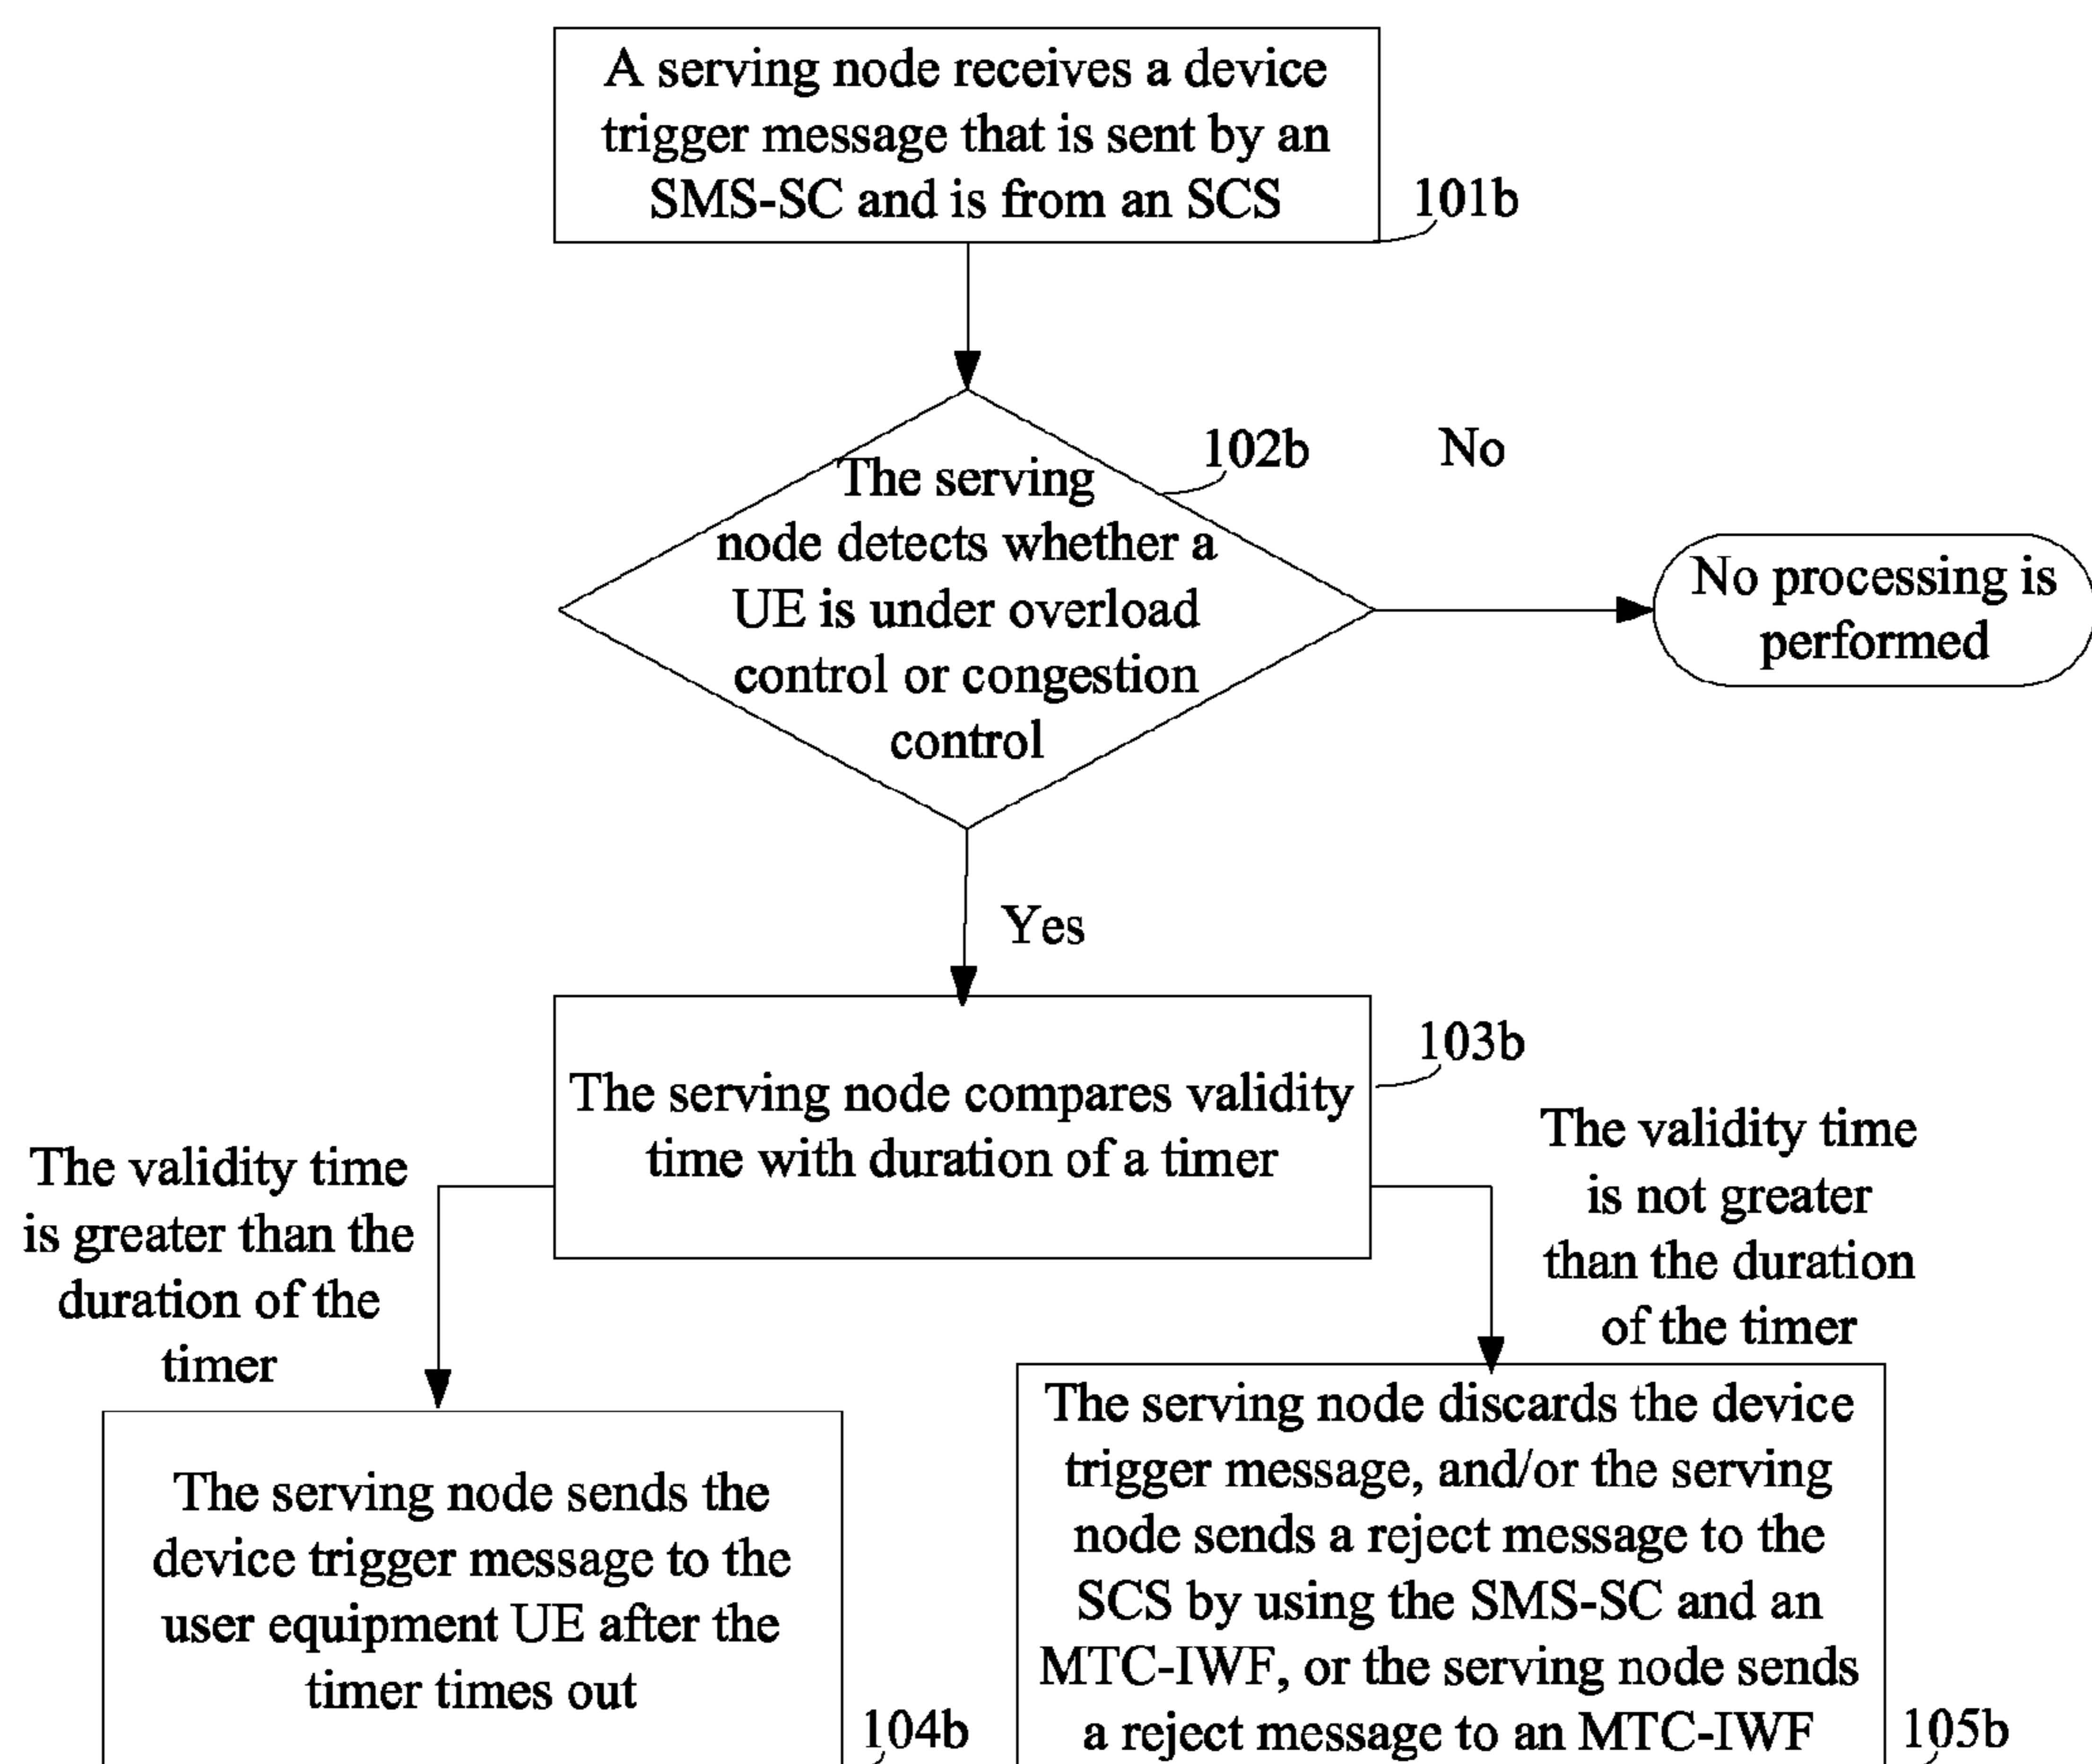 A serving node receives a device
trigger message that is sent by an
SMS-SC and is from an SCS
101b
102b
No
The serving
node detects whether a
UE is under overload
control or congestion
control
No processing is
performed
Yes
103b
The serving node compares validity
time with duration of a timer
The validity time
is greater than the
duration of the
timer
The validity time
is not greater
than the duration
of the timer
The serving node sends the
device trigger message to the
user equipment UE after the
timer times out
104b
The serving node discards the device
trigger message, and/or the serving
node sends a reject message to the
SCS by using the SMS-SC and an
MTC-IWF, or the serving node sends
a reject message to an MTC-IWF
105b